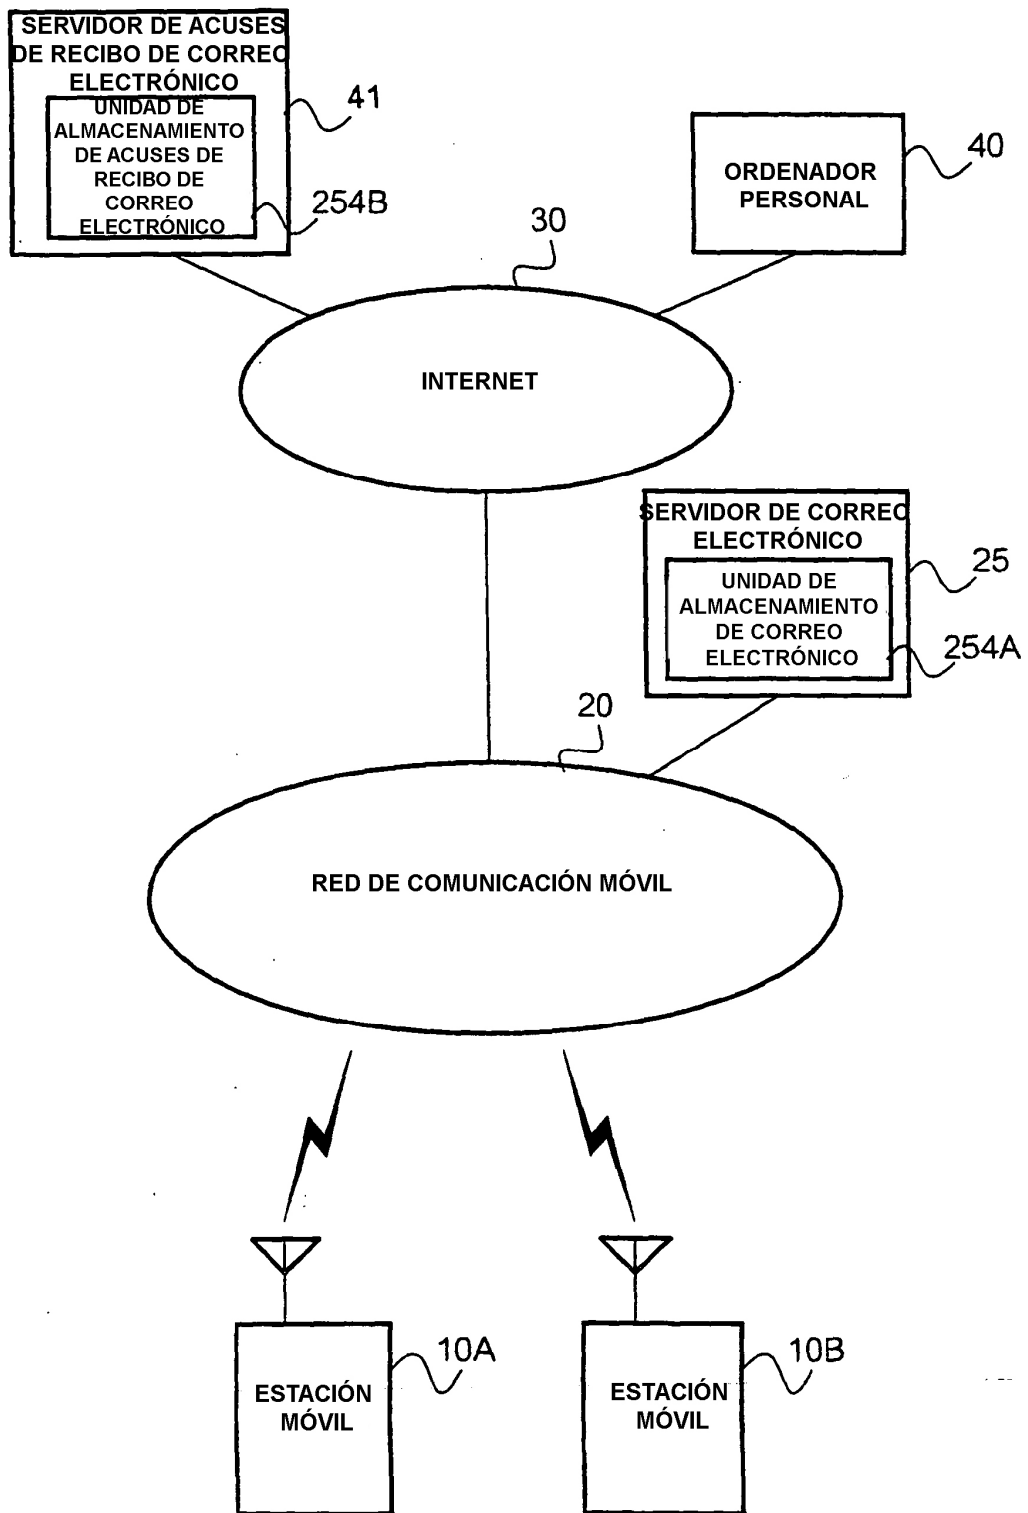 SERVIDOR DE ACUSES
DE RECIBO DE CORREO
ELECTRÓNICO
UNIDAD DE
ALMACENAMIENTO
DE ACUSES DE
RECIBO DE
CORREO
ELECTRÓNICO
41
254B
ORDENADOR
PERSONAL
40
30
INTERNET
SERVIDOR DE CORREO
ELECTRÓNICO
UNIDAD DE
ALMACENAMIENTO
DE CORREO
ELECTRÓNICO
25
254A
20
RED DE COMUNICACIÓN MÓVIL
ESTACIÓN
MÓVIL
10A
ESTACIÓN
MÓVIL
10B